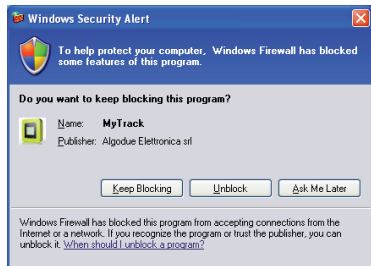 Windows Security Alert
To help protect your computer, Windows Firewall has blocked
some features of this program.
Do you want to keep blocking this program?
Name: MyTrack
Publisher: Algodue Elettronica srl
Keep Blocking Unblock Ask Me Later
Windows Firewall has blocked this program from accepting connections from the
Internet or a network. If you recognize the program or trust the publisher, you can
unblock it. When should I unblock a program?